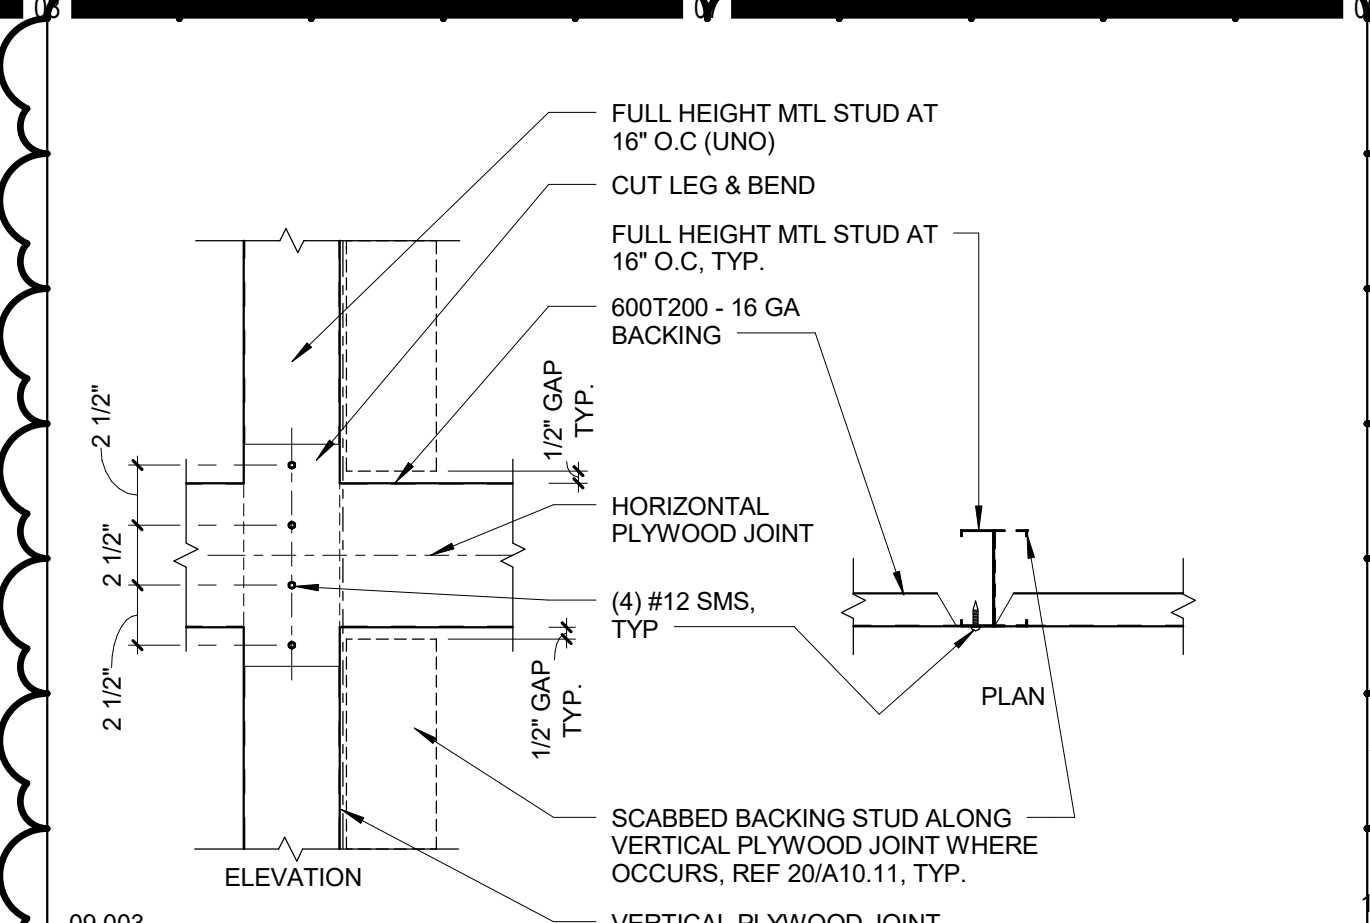 FULL HEIGHT MTL STUD AT
16" O.C (UNO)
CUT LEG & BEND
FULL HEIGHT MTL STUD AT
16" O.C, TYP.
600T200 - 16 GA
BACKING
1/2" GAP
TYP.
2 1/2"
2 1/2"
2 1/2"
HORIZONTAL
PLYWOOD JOINT
(4) #12 SMS,
TYP
1/2" GAP
TYP.
PLAN
SCABBED BACKING STUD ALONG
VERTICAL PLYWOOD JOINT WHERE
OCCURS, REF 20/A10.11, TYP.
ELEVATION
09 003
VERTICAL PLYWOOD JOINT